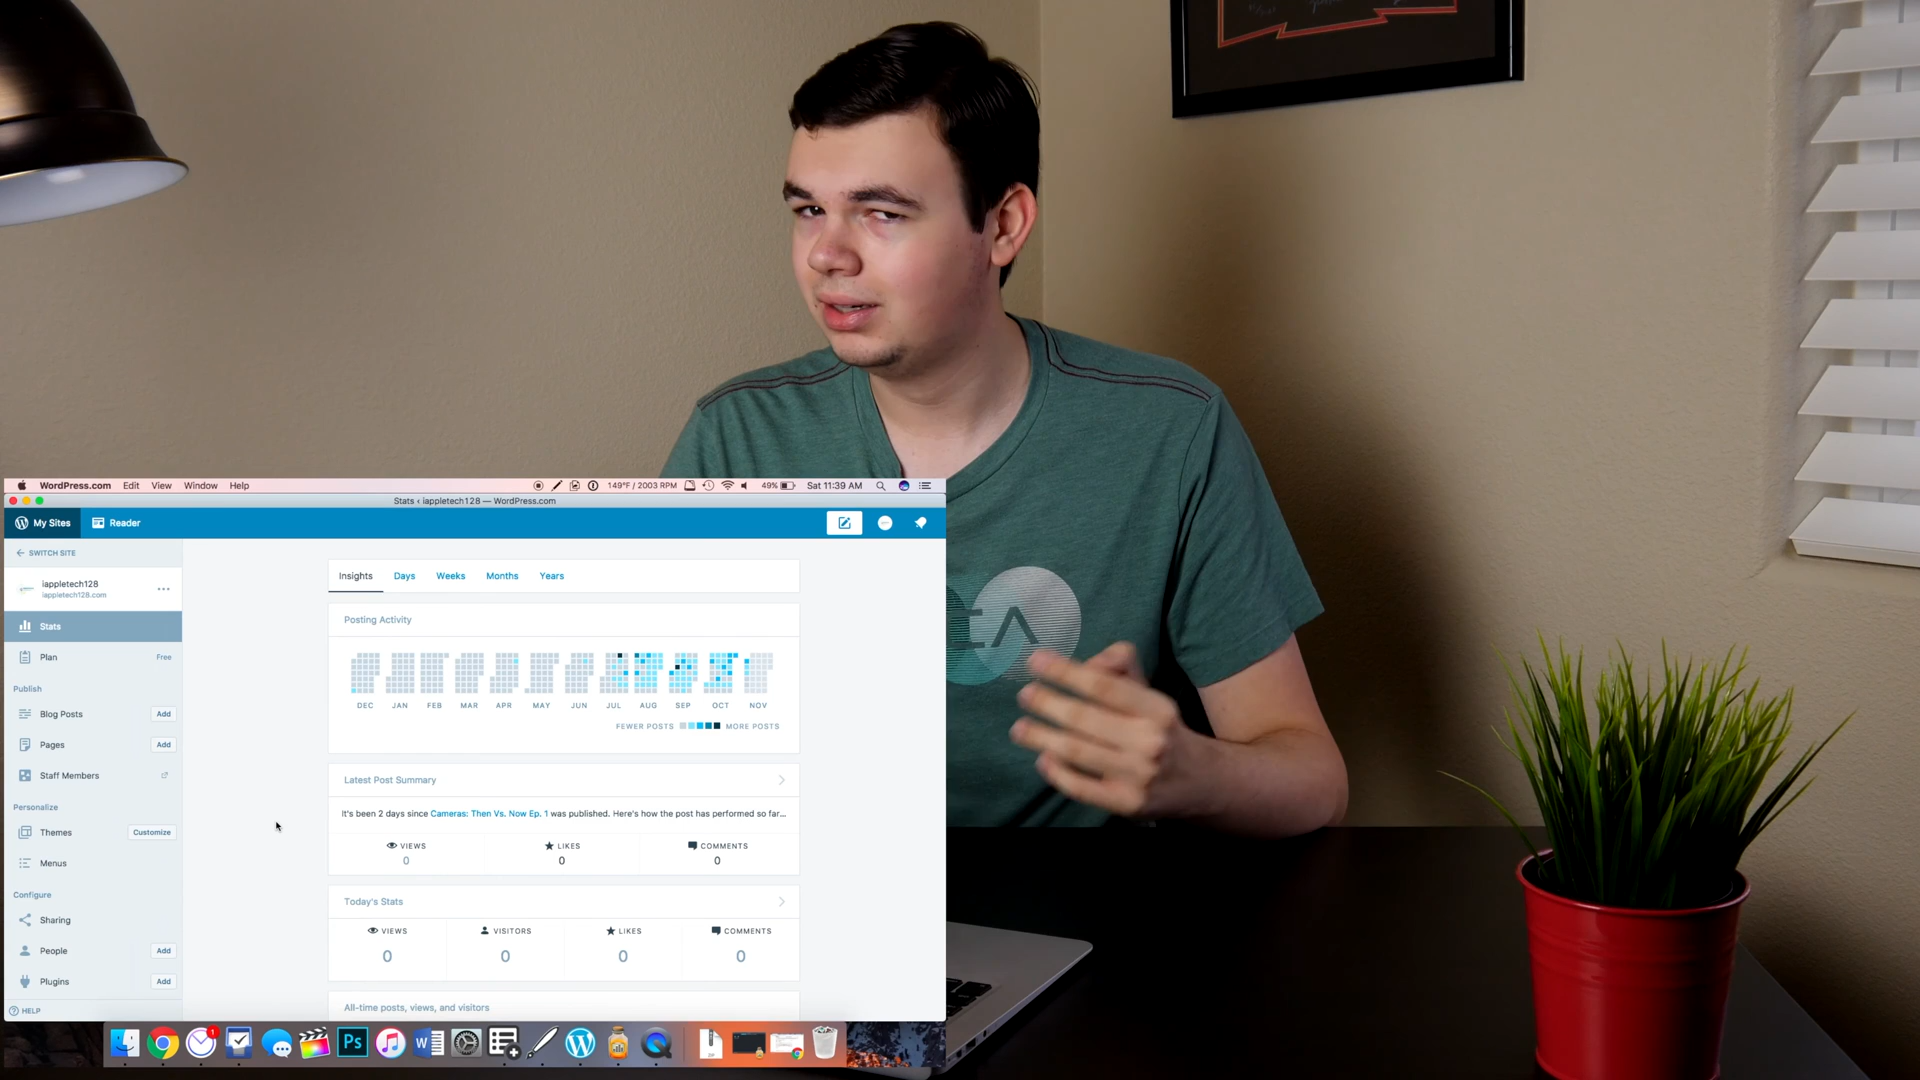 WordPress.com Edit View Window Help 149°F / 2003 RPM 49% Sat 11:39 AM
Stats ‹ iappletech128 — WordPress.com
My Sites Reader
SWITCH SITE
iappletech128
iappletech128.com
Stats
Plan Free
Publish
Blog Posts Add
Pages Add
Staff Members
Personalize
Themes Customize
Menus
Configure
Sharing
People Add
Plugins Add
HELP
Insights Days Weeks Months Years
Posting Activity
DEC JAN FEB MAR APR MAY JUN JUL AUG SEP OCT NOV
FEWER POSTS MORE POSTS
Latest Post Summary
It's been 2 days since Cameras: Then Vs. Now Ep. 1 was published. Here's how the post has performed so far...
VIEWS LIKES COMMENTS
0 0 0
Today's Stats
VIEWS VISITORS LIKES COMMENTS
0 0 0 0
All-time posts, views, and visitors
1
Ps